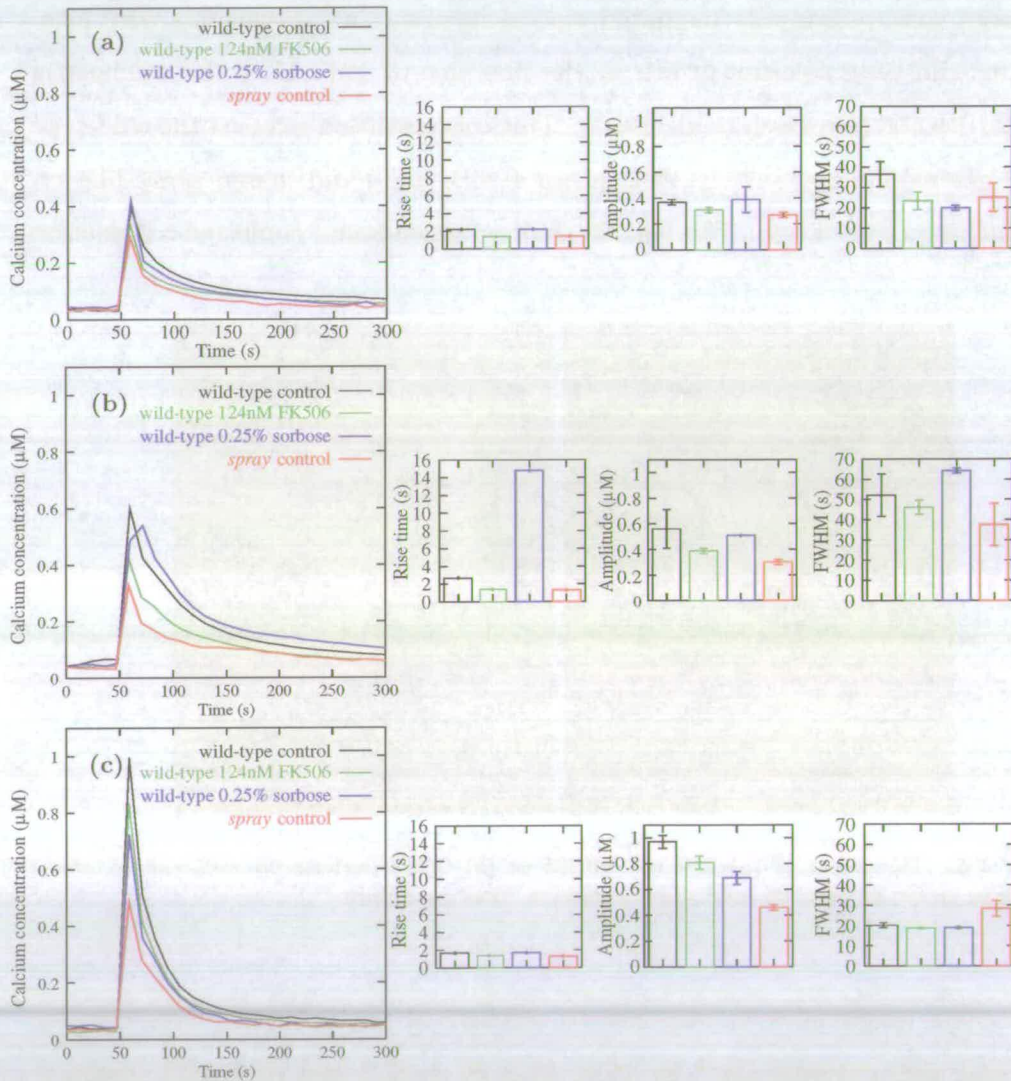 (a)
wild-type control
wild-type 124nM FK506
wild-type 0.25% sorbose
spray control
Calcium concentration (μM)
1
0.8
0.6
0.4
0.2
0
0 50 100 150 200 250 300
Time (s)
Rise time (s)
16
14
12
10
8
6
4
2
0
Amplitude (μM)
1
0.8
0.6
0.4
0.2
0
FWHM (s)
70
60
50
40
30
20
10
0
(b)
wild-type control
wild-type 124nM FK506
wild-type 0.25% sorbose
spray control
Calcium concentration (μM)
1
0.8
0.6
0.4
0.2
0
0 50 100 150 200 250 300
Time (s)
Rise time (s)
16
14
12
10
8
6
4
2
0
Amplitude (μM)
1
0.8
0.6
0.4
0.2
0
FWHM (s)
70
60
50
40
30
20
10
0
(c)
wild-type control
wild-type 124nM FK506
wild-type 0.25% sorbose
spray control
Calcium concentration (μM)
1
0.8
0.6
0.4
0.2
0
0 50 100 150 200 250 300
Time (s)
Rise time (s)
16
14
12
10
8
6
4
2
0
Amplitude (μM)
1
0.8
0.6
0.4
0.2
0
FWHM (s)
70
60
50
40
30
20
10
0